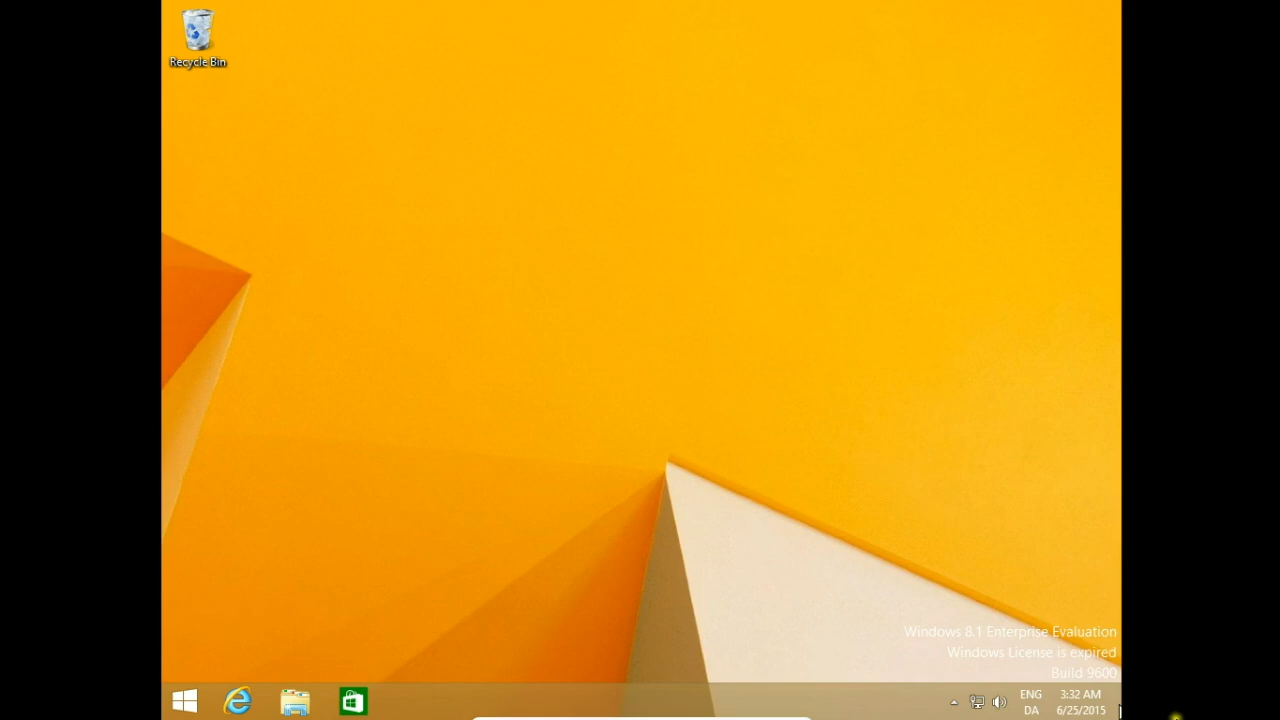 Recycle Bin
Windows 8.1 Enterprise Evaluation
Windows License is expired
Build 9600
ENG
DA
3:32 AM
6/25/2015